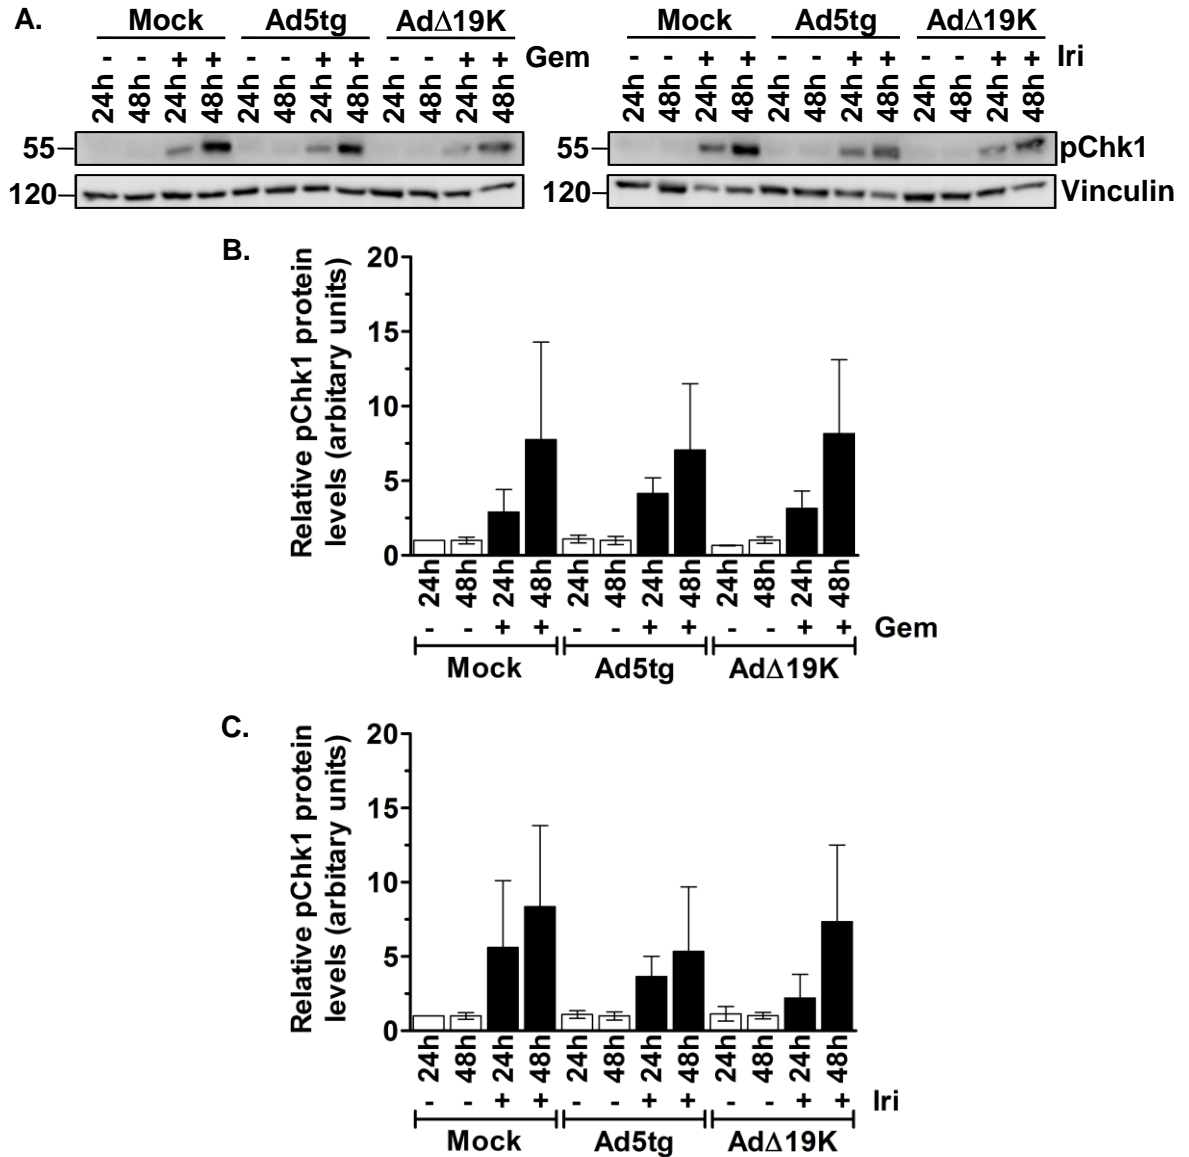 A.
Mock Ad5tg AdΔ19K Mock Ad5tg AdΔ19K
- - + + - - + + - - + + Gem - - + + - - + + - - + + Iri
24h 48h 24h 48h 24h 48h 24h 48h 24h 48h 24h 48h 24h 48h 24h 48h 24h 48h 24h 48h 24h 48h 24h 48h
55 55 pChk1
120 120 Vinculin
B.
Relative pChk1 protein
levels (arbitary units)
20
15
10
5
0
24h 48h 24h 48h 24h 48h 24h 48h 24h 48h 24h 48h
- - + + - - + + - - + + Gem
Mock Ad5tg AdΔ19K
C.
Relative pChk1 protein
levels (arbitary units)
20
15
10
5
0
24h 48h 24h 48h 24h 48h 24h 48h 24h 48h 24h 48h
- - + + - - + + - - + + Iri
Mock Ad5tg AdΔ19K